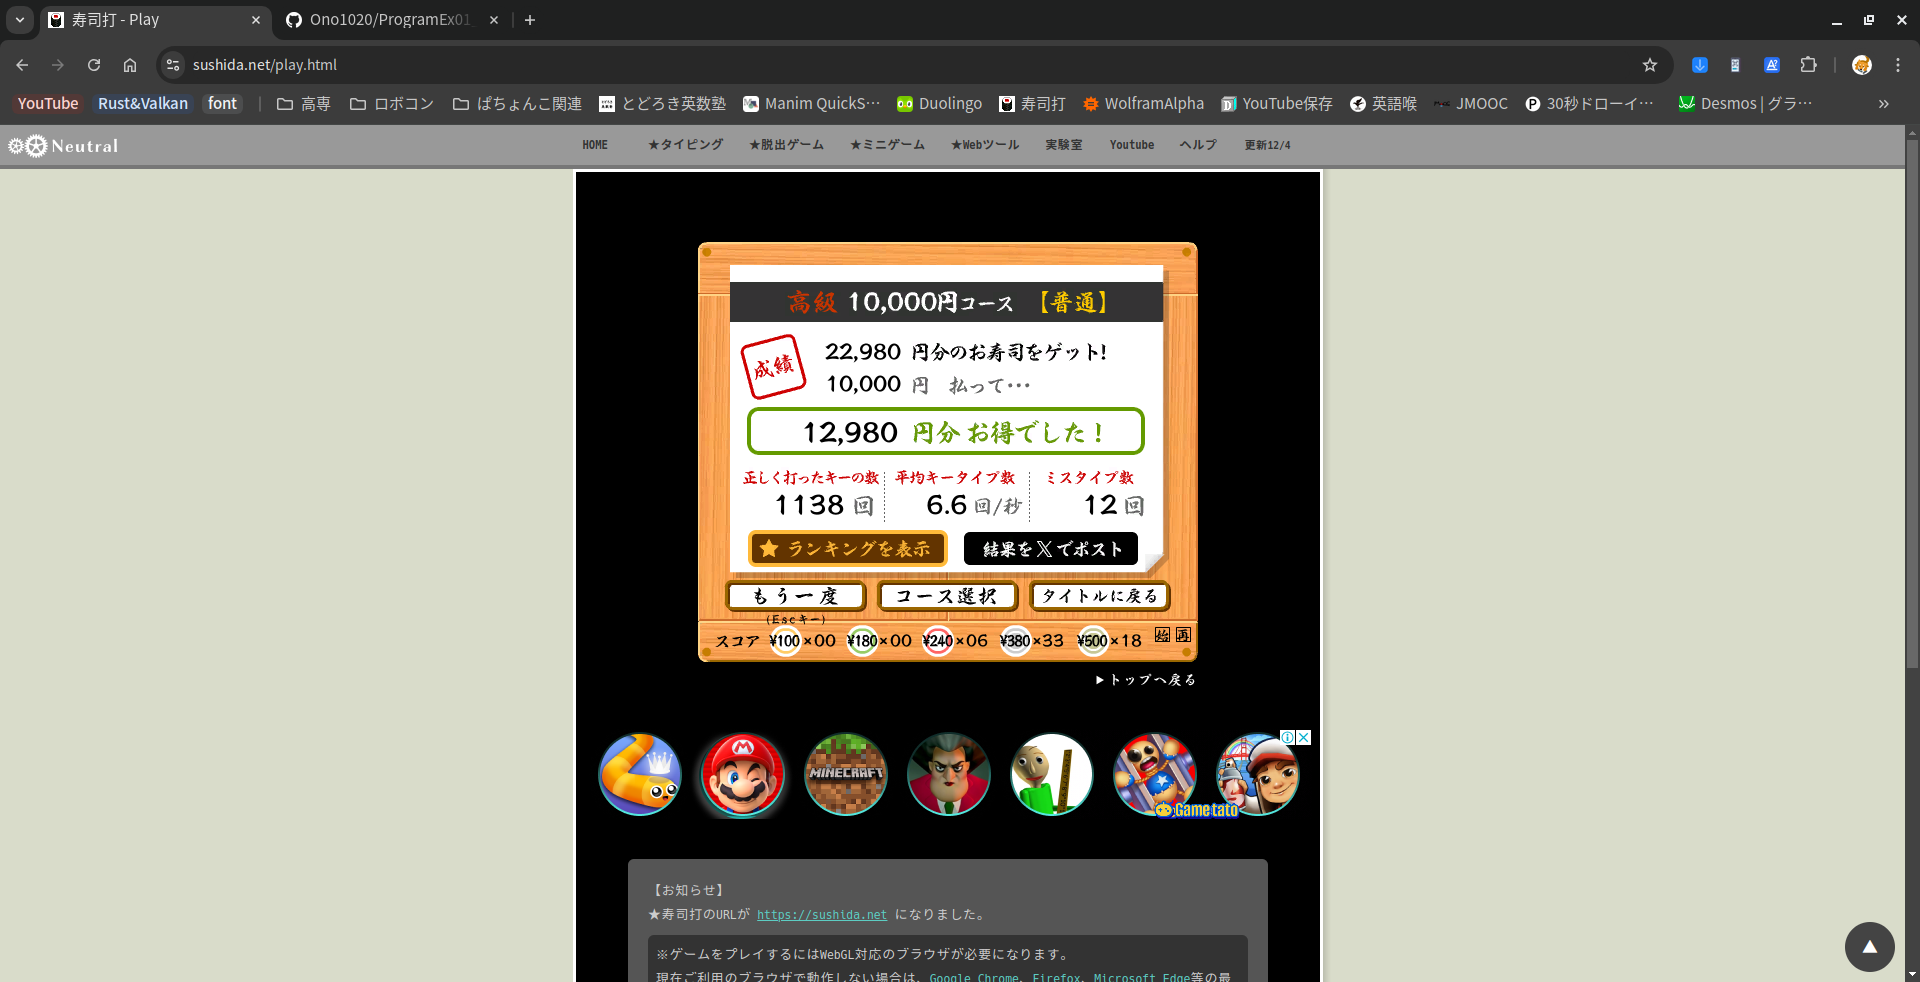 寿司打 - Play
Ono1020/ProgramEx01
sushida.net/play.html
YouTube Rust&Valkan font 高専 ロボコン ぱちょんこ関連 とどろき英数塾 Manim QuickS… Duolingo 寿司打 WolframAlpha YouTube保存 英語喉 JMOOC 30秒ドローイ… Desmos | グラ… »
Neutral HOME ★タイピング ★脱出ゲーム ★ミニゲーム ★Webツール 実験室 Youtube ヘルプ 更新12/4
高級 10,000円コース 【普通】
成績 22,980 円分のお寿司をゲット!
10,000 円 払って・・・
12,980 円分 お得でした！
正しく打ったキーの数 平均キータイプ数 ミスタイプ数
1138 回 6.6 回/秒 12 回
★ ランキングを表示 結果を𝕏でポスト
もう一度 コース選択 タイトルに戻る
(Escキー)
スコア ¥100×00 ¥180×00 ¥240×06 ¥380×33 ¥500×18 始 再
▶トップへ戻る
MINECRAFT
Gametato
【お知らせ】
★寿司打のURLが https://sushida.net になりました。
※ゲームをプレイするにはWebGL対応のブラウザが必要になります。
現在ご利用のブラウザで動作しない場合は、Google Chrome、Firefox、Microsoft Edge等の最